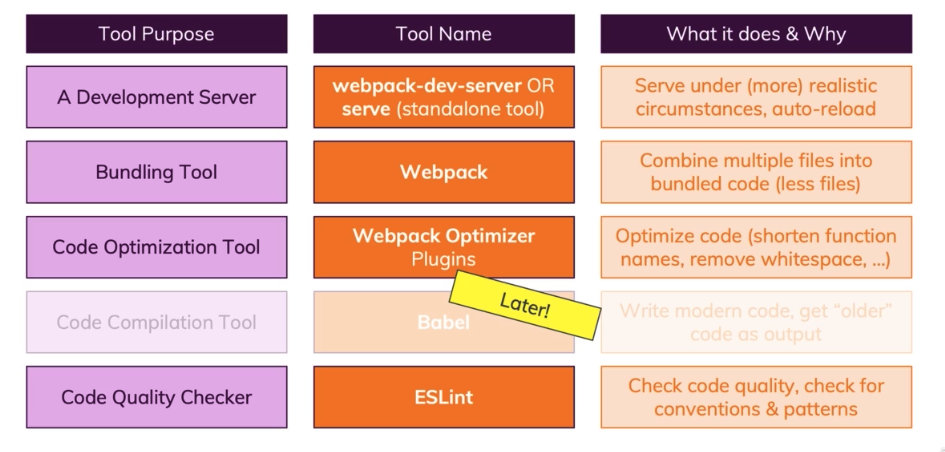 Tool Purpose
Tool Name
What it does & Why
A Development Server
webpack-dev-server OR
serve (standalone tool)
Serve under (more) realistic
circumstances, auto-reload
Bundling Tool
Webpack
Combine multiple files into
bundled code (less files)
Code Optimization Tool
Webpack Optimizer
Plugins
Optimize code (shorten function
names, remove whitespace, ...)
Code Compilation Tool
Babel
Later!
Write modern code, get “older”
code as output
Code Quality Checker
ESLint
Check code quality, check for
conventions & patterns